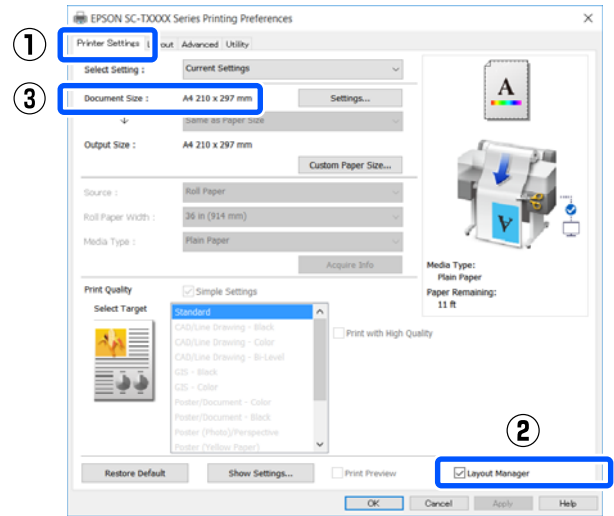 EPSON SC-TXXXX Series Printing Preferences
①
Printer Settings
out
Advanced
Utility
Select Setting :
Current Settings
③
Document Size :
A4 210 x 297 mm
Settings...
Same as Paper Size
Output Size :
A4 210 x 297 mm
Custom Paper Size...
Source :
Roll Paper
Roll Paper Width :
36 in (914 mm)
Media Type :
Plain Paper
Acquire Info
A
A
Media Type:
Plain Paper
Paper Remaining:
11 ft
Print Quality
Simple Settings
Select Target
Standard
CAD/Line Drawing - Black
CAD/Line Drawing - Color
CAD/Line Drawing - Bi-Level
GIS - Black
GIS - Color
Poster/Document - Color
Poster/Document - Black
Poster (Photo)/Perspective
Poster (Yellow Paper)
Print with High Quality
②
Restore Default
Show Settings...
Print Preview
Layout Manager
OK
Cancel
Apply
Help